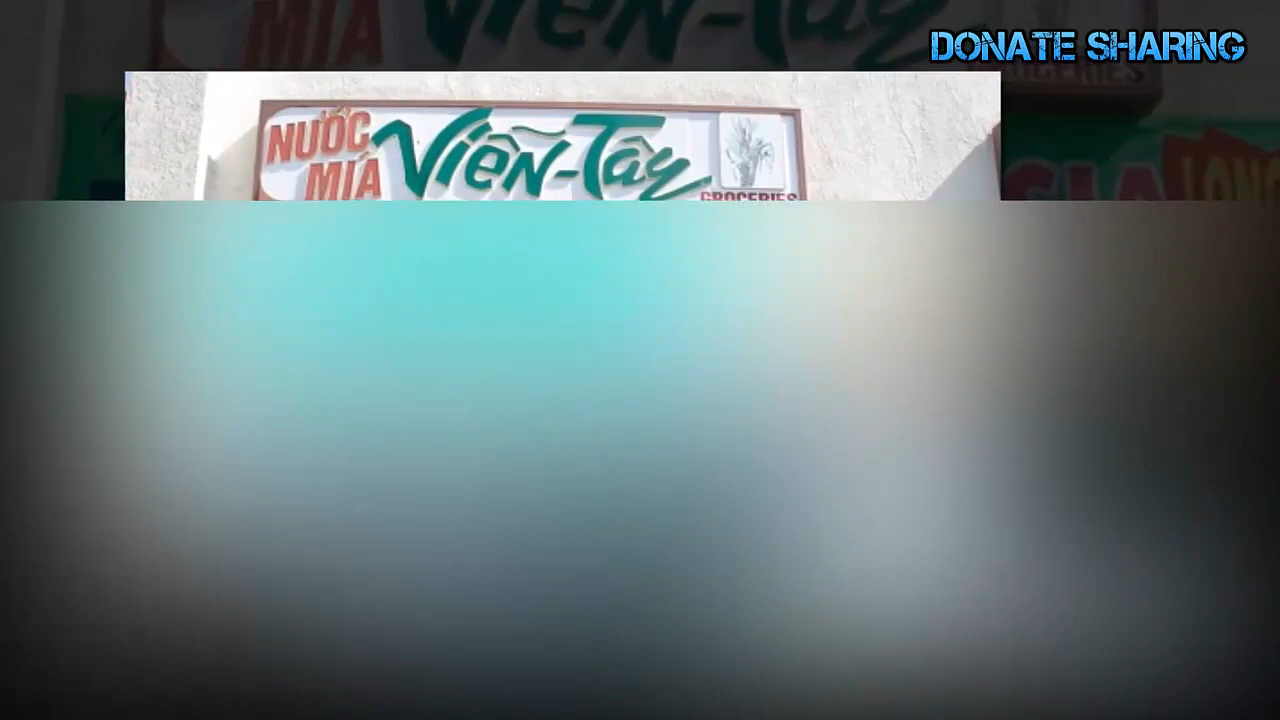 DONATE SHARING
NƯỚC
MÍA
Viễn-Tây
GROCERIES